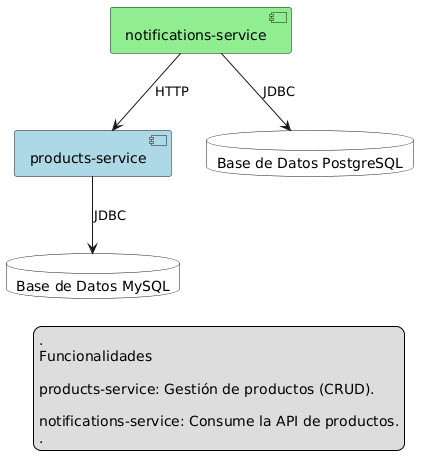 notifications-service
HTTP
JDBC
products-service
Base de Datos PostgreSQL
JDBC
Base de Datos MySQL
.
Funcionalidades
products-service: Gestión de productos (CRUD).
notifications-service: Consume la API de productos.
.